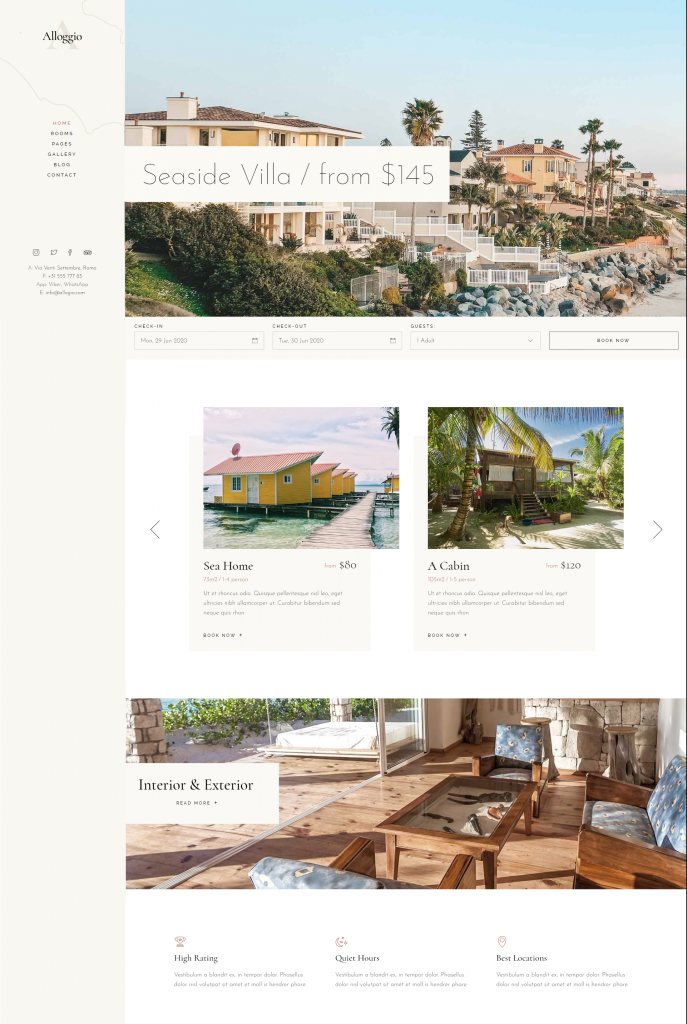 Alloggio
HOME
ROOMS
PAGES
GALLERY
BLOG
CONTACT
A: Via Venti Settembre, Roma
P: +31 555 777 83
App: Viber, WhatsApp
E: info@alloggio.com
Seaside Villa / from $145
CHECK-IN
CHECK-OUT
GUESTS:
Mon, 29 Jun 2020
Tue, 30 Jun 2020
1 Adult
BOOK NOW
Sea Home
from $80
75m2 / 1-4 person
Ut et rhoncus odio. Quisque pellentesque nisl leo, eget
ultricies nibh ullamcorper ut. Curabitur bibendum sed
neque quis rhon
BOOK NOW +
A Cabin
from $120
105m2 / 1-5 person
Ut et rhoncus odio. Quisque pellentesque nisl leo, eget
ultricies nibh ullamcorper ut. Curabitur bibendum sed
neque quis rhon
BOOK NOW +
Interior & Exterior
READ MORE +
High Rating
Vestibulum a blandit ex, in tempor dolor. Phasellus
dolor nisl volutpat sit amet et moll a hendrer phare
Quiet Hours
Vestibulum a blandit ex, in tempor dolor. Phasellus
dolor nisl volutpat sit amet et moll a hendrer phare
Best Locations
Vestibulum a blandit ex, in tempor dolor. Phasellus
dolor nisl volutpat sit amet et moll a hendrer phare